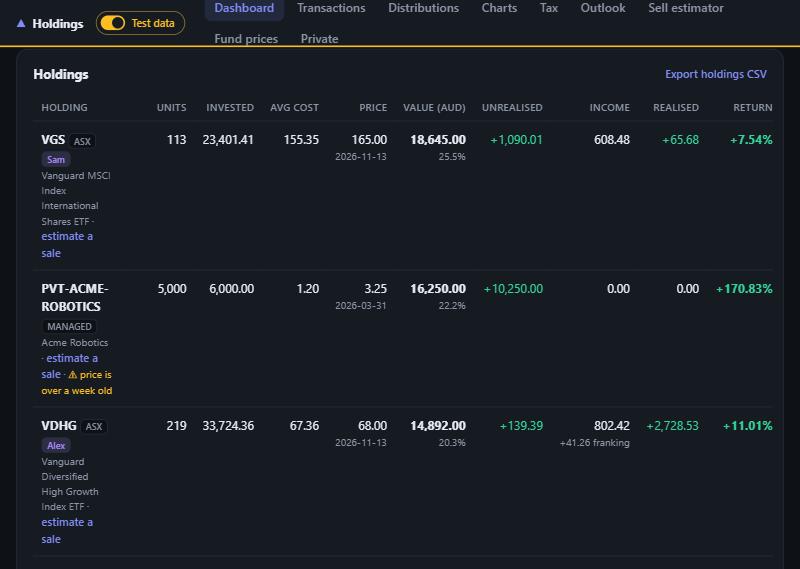 ▲ Holdings Test data
Dashboard Transactions Distributions Charts Tax Outlook Sell estimator
Fund prices Private
Holdings Export holdings CSV
HOLDING UNITS INVESTED AVG COST PRICE VALUE (AUD) UNREALISED INCOME REALISED RETURN
VGS ASX 113 23,401.41 155.35 165.00 18,645.00 +1,090.01 608.48 +65.68 +7.54%
Sam 2026-11-13 25.5%
Vanguard MSCI
Index
International
Shares ETF ·
estimate a
sale
PVT-ACME- 5,000 6,000.00 1.20 3.25 16,250.00 +10,250.00 0.00 0.00 +170.83%
ROBOTICS 2026-03-31 22.2%
MANAGED
Acme Robotics
· estimate a
sale · ⚠ price is
over a week old
VDHG ASX 219 33,724.36 67.36 68.00 14,892.00 +139.39 802.42 +2,728.53 +11.01%
Alex 2026-11-13 20.3% +41.26 franking
Vanguard
Diversified
High Growth
Index ETF ·
estimate a
sale